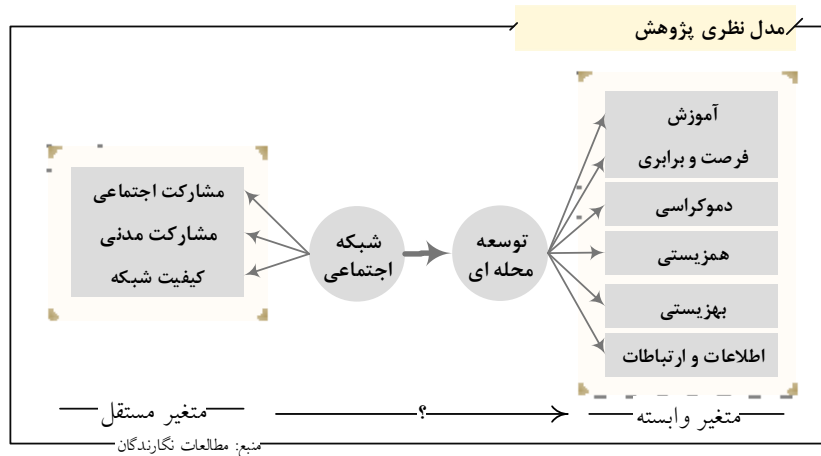 مدل نظری پژوهش
آموزش
فرصت و برابری
دموکراسی
همزیستی
بهزیستی
اطلاعات و ارتباطات
توسعه
محله ای
شبکه
اجتماعی
مشارکت اجتماعی
مشارکت مدنی
کیفیت شبکه
متغیر وابسته
؟
متغیر مستقل
منبع: مطالعات نگارندگان